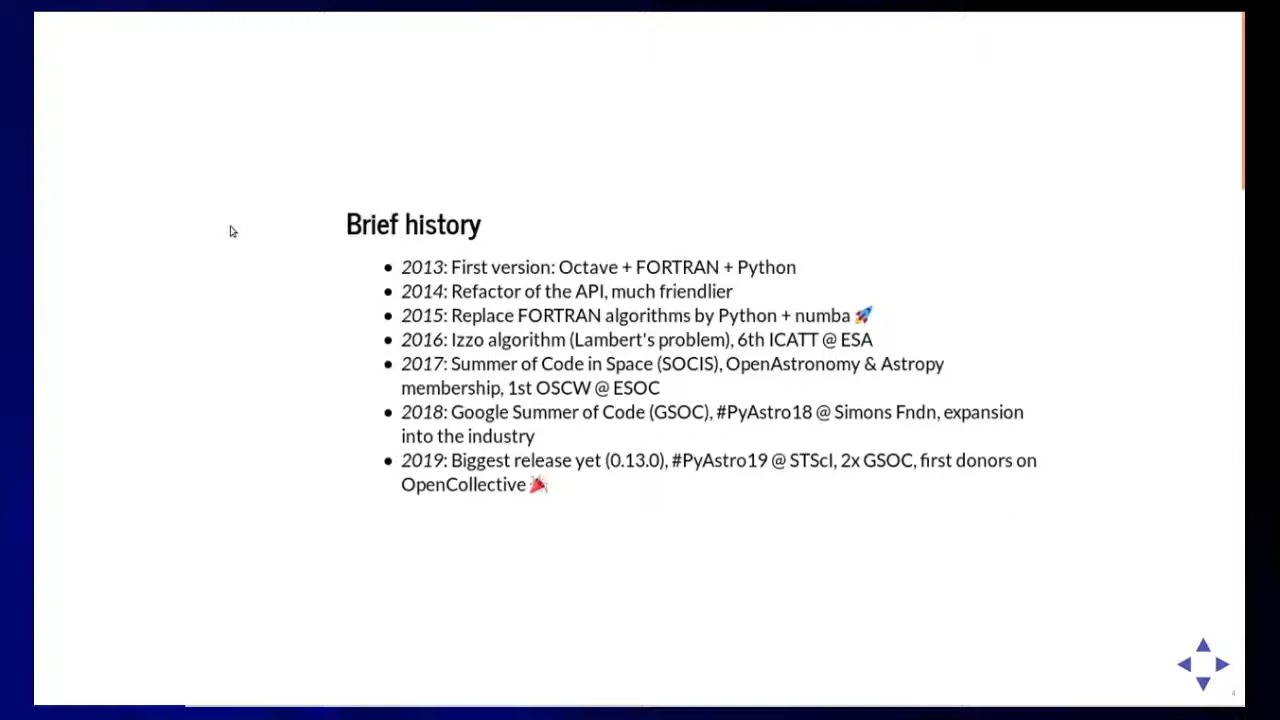 Brief history
• 2013: First version: Octave + FORTRAN + Python
• 2014: Refactor of the API, much friendlier
• 2015: Replace FORTRAN algorithms by Python + numba 🚀
• 2016: Izzo algorithm (Lambert's problem), 6th ICATT @ ESA
• 2017: Summer of Code in Space (SOCIS), OpenAstronomy & Astropy
membership, 1st OSCW @ ESOC
• 2018: Google Summer of Code (GSOC), #PyAstro18 @ Simons Fndn, expansion
into the industry
• 2019: Biggest release yet (0.13.0), #PyAstro19 @ STScI, 2x GSOC, first donors on
OpenCollective 🎉
4